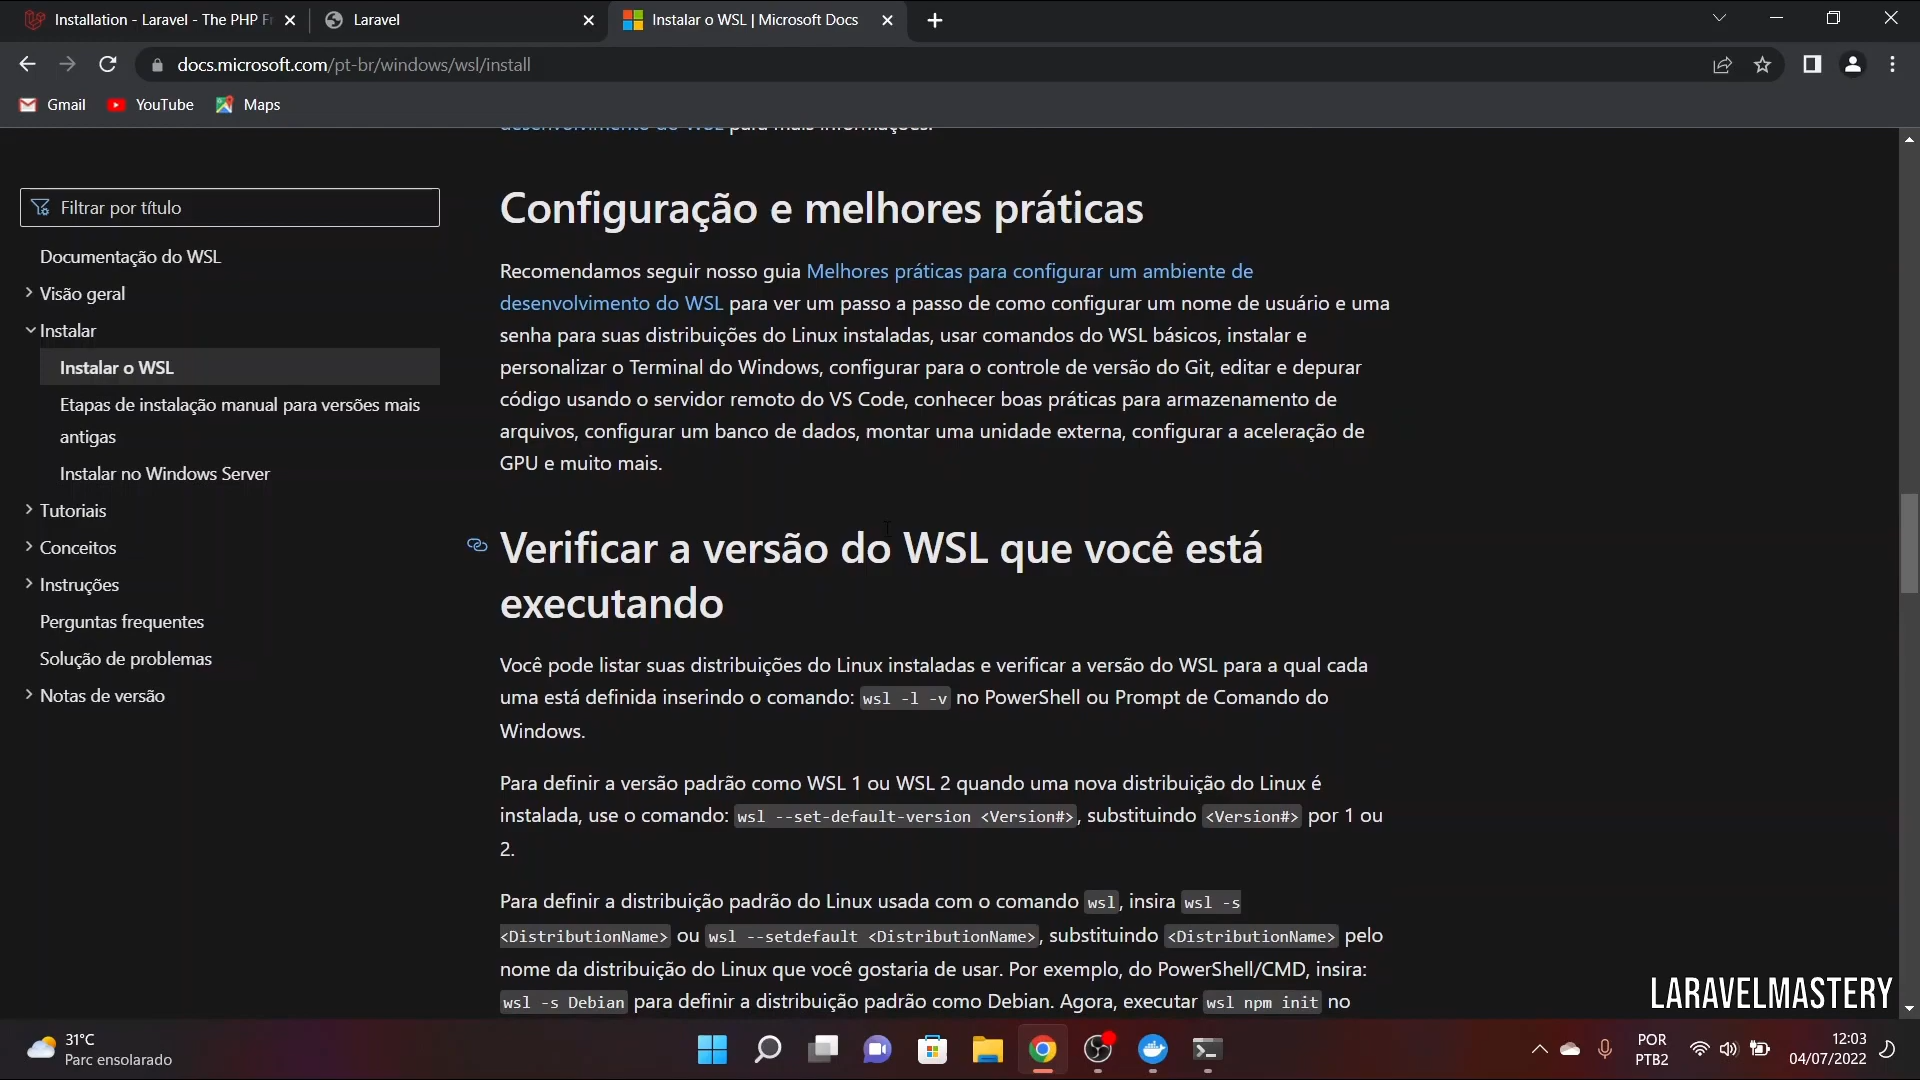 Installation - Laravel - The PHP Fr
Laravel
Instalar o WSL | Microsoft Docs
docs.microsoft.com/pt-br/windows/wsl/install
Gmail
YouTube
Maps
Filtrar por título
Documentação do WSL
Visão geral
Instalar
Instalar o WSL
Etapas de instalação manual para versões mais
antigas
Instalar no Windows Server
Tutoriais
Conceitos
Instruções
Perguntas frequentes
Solução de problemas
Notas de versão
desenvolvimento do WSL para mais informações.
Configuração e melhores práticas
Recomendamos seguir nosso guia Melhores práticas para configurar um ambiente de
desenvolvimento do WSL para ver um passo a passo de como configurar um nome de usuário e uma
senha para suas distribuições do Linux instaladas, usar comandos do WSL básicos, instalar e
personalizar o Terminal do Windows, configurar para o controle de versão do Git, editar e depurar
código usando o servidor remoto do VS Code, conhecer boas práticas para armazenamento de
arquivos, configurar um banco de dados, montar uma unidade externa, configurar a aceleração de
GPU e muito mais.
Verificar a versão do WSL que você está
executando
Você pode listar suas distribuições do Linux instaladas e verificar a versão do WSL para a qual cada
uma está definida inserindo o comando: wsl -l -v no PowerShell ou Prompt de Comando do
Windows.
Para definir a versão padrão como WSL 1 ou WSL 2 quando uma nova distribuição do Linux é
instalada, use o comando: wsl --set-default-version <Version#>, substituindo <Version#> por 1 ou
2.
Para definir a distribuição padrão do Linux usada com o comando wsl, insira wsl -s
<DistributionName> ou wsl --setdefault <DistributionName>, substituindo <DistributionName> pelo
nome da distribuição do Linux que você gostaria de usar. Por exemplo, do PowerShell/CMD, insira:
wsl -s Debian para definir a distribuição padrão como Debian. Agora, executar wsl npm init no
LARAVELMASTERY
31°C
Parc ensolarado
POR
PTB2
12:03
04/07/2022